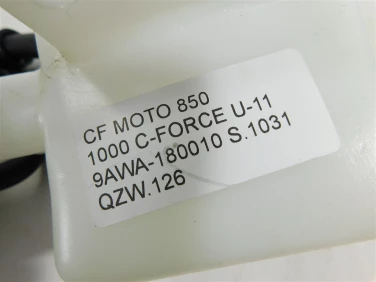 CF MOTO 850
1000 C-FORCE U-11
9AWA-180010 S.1031
QZW.126